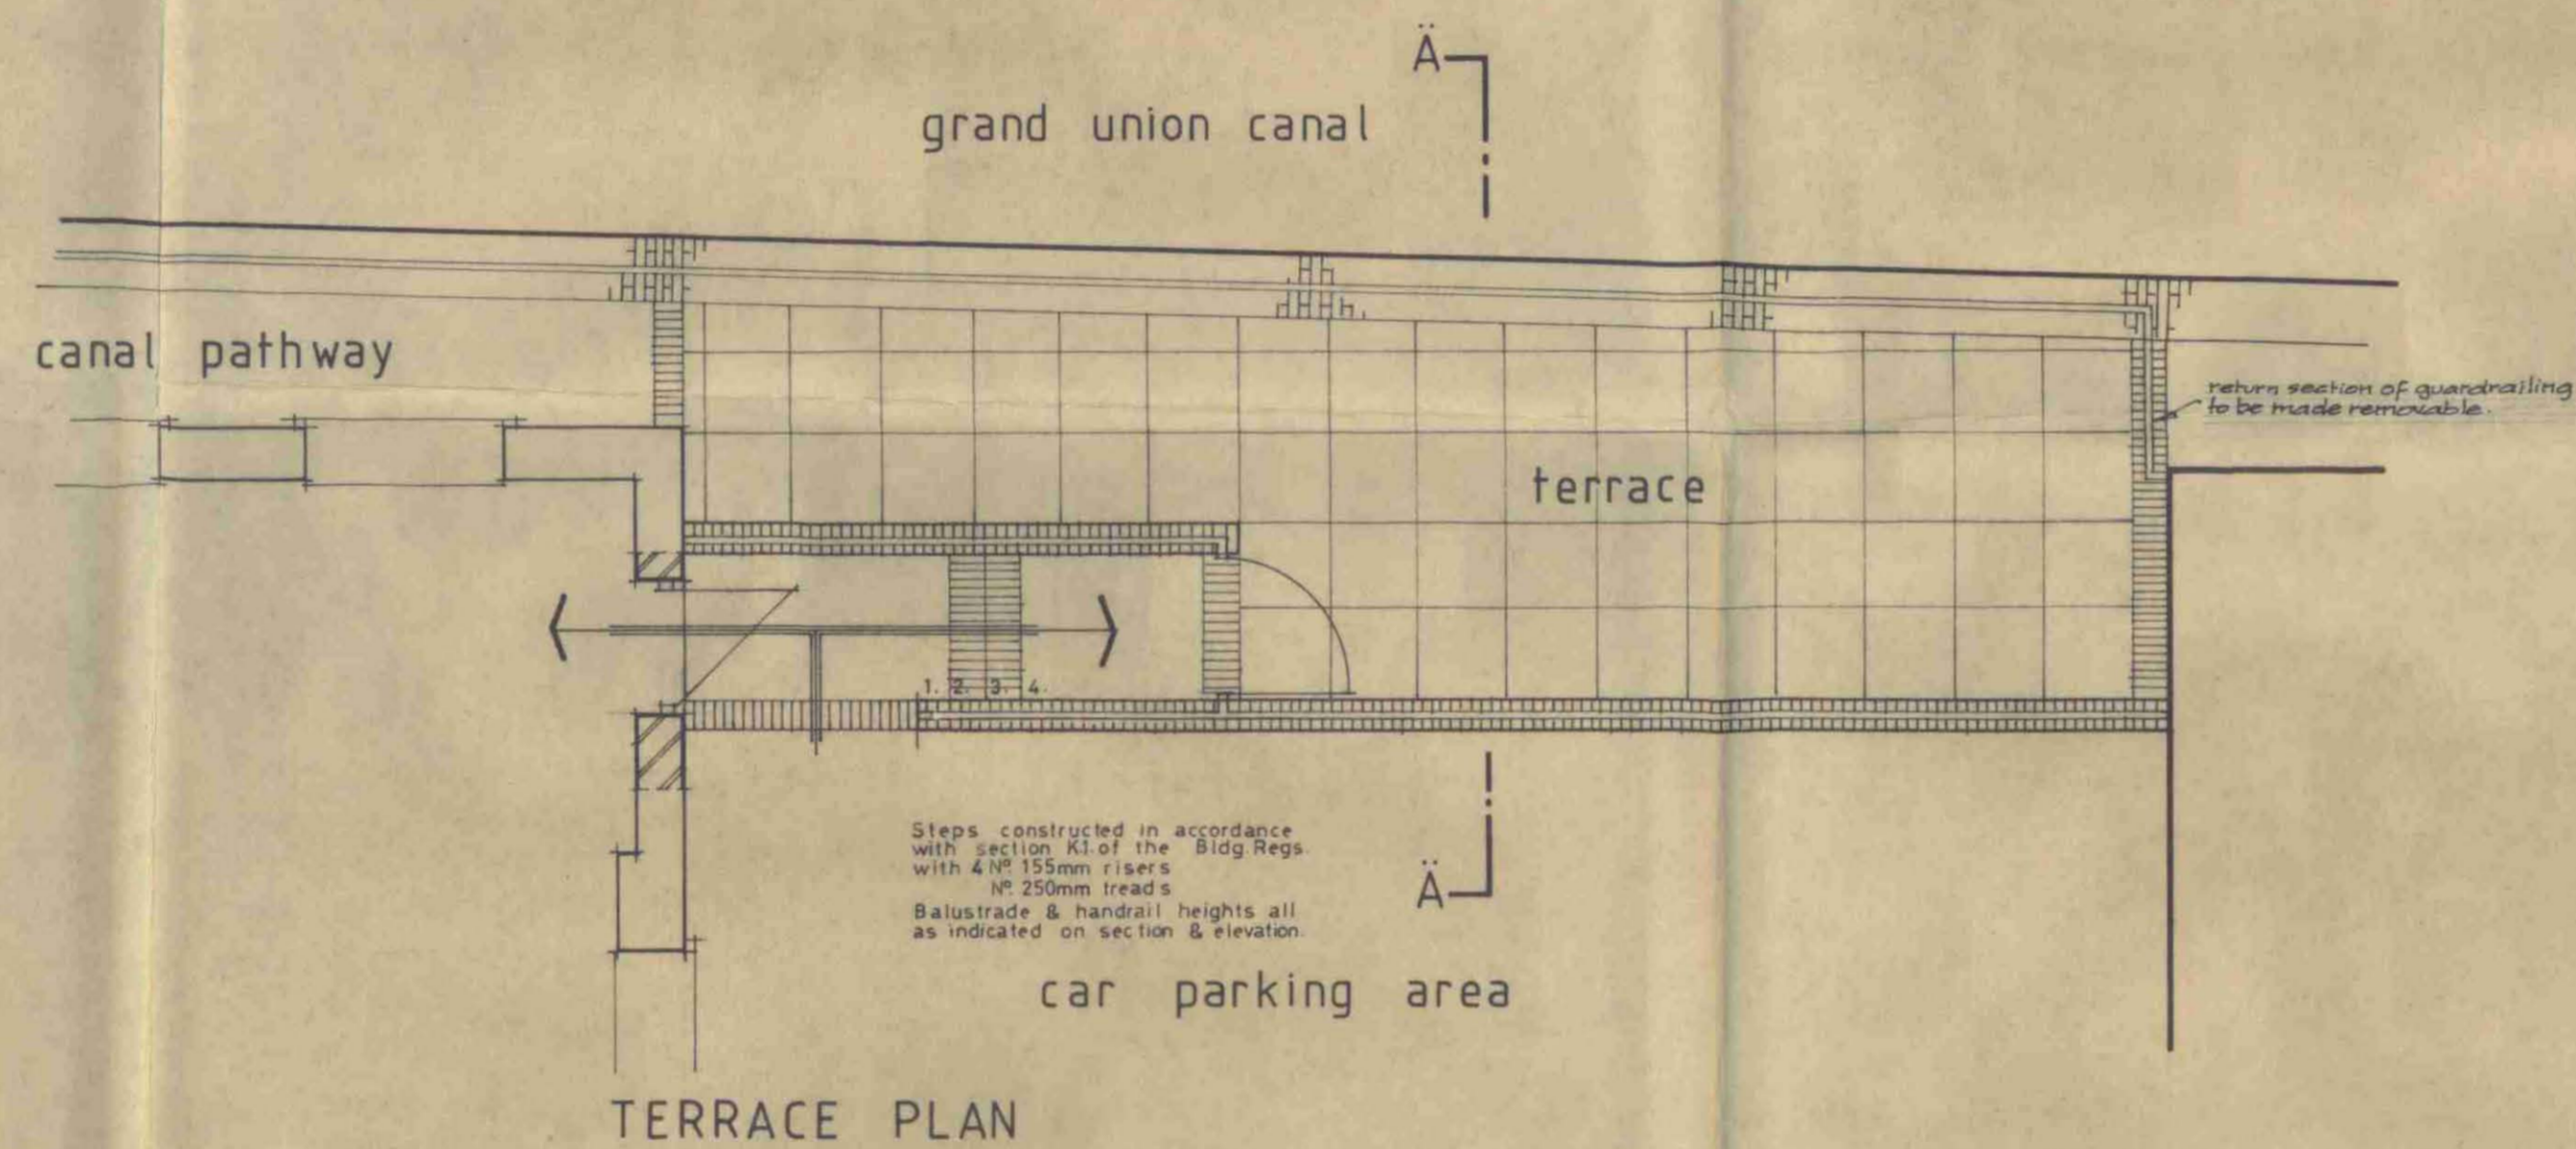 Ä
grand union canal
canal pathway
return section of guardrailing
to be made removable.
terrace
1. 2. 3. 4.
Steps constructed in accordance
with section K.1. of the Bldg. Regs.
with 4 Nº 155mm risers
Nº 250mm treads
Balustrade & handrail heights all
as indicated on section & elevation.
Ä
car parking area
TERRACE PLAN